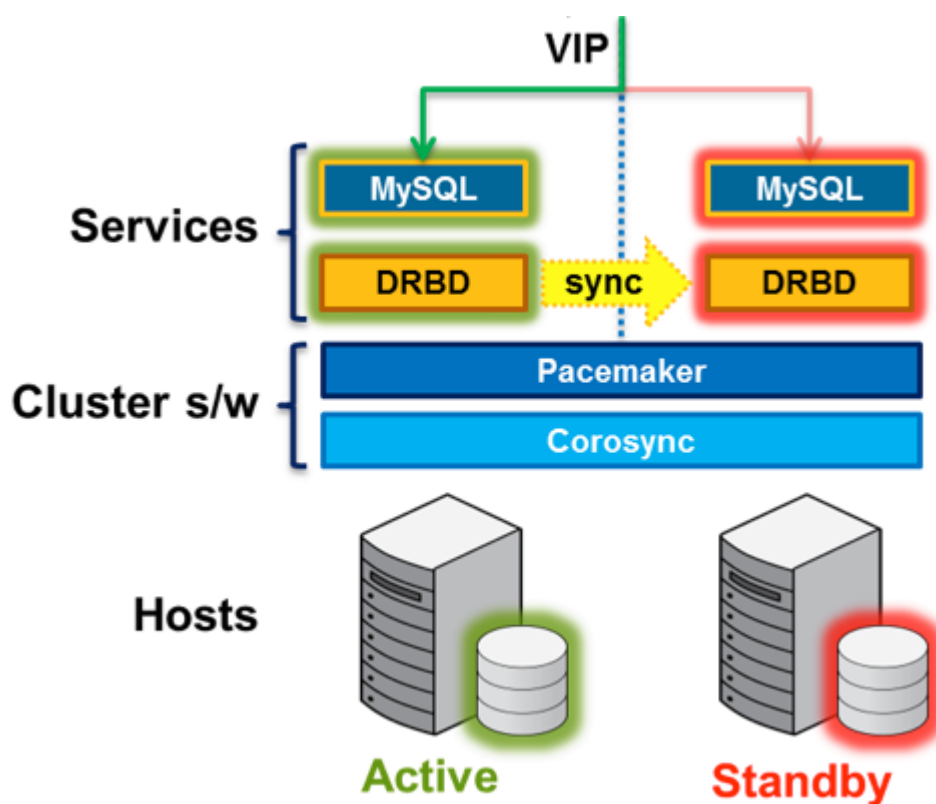 VIP
MySQL
MySQL
Services
DRBD
sync
DRBD
Pacemaker
Cluster s/w
Corosync
Hosts
Active
Standby